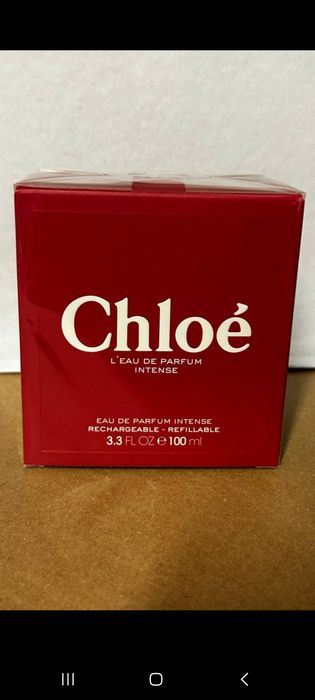 Chloé
L'EAU DE PARFUM
INTENSE
EAU DE PARFUM INTENSE
RECHARGEABLE - REFILLABLE
3.3 FL OZ ℮ 100 ml